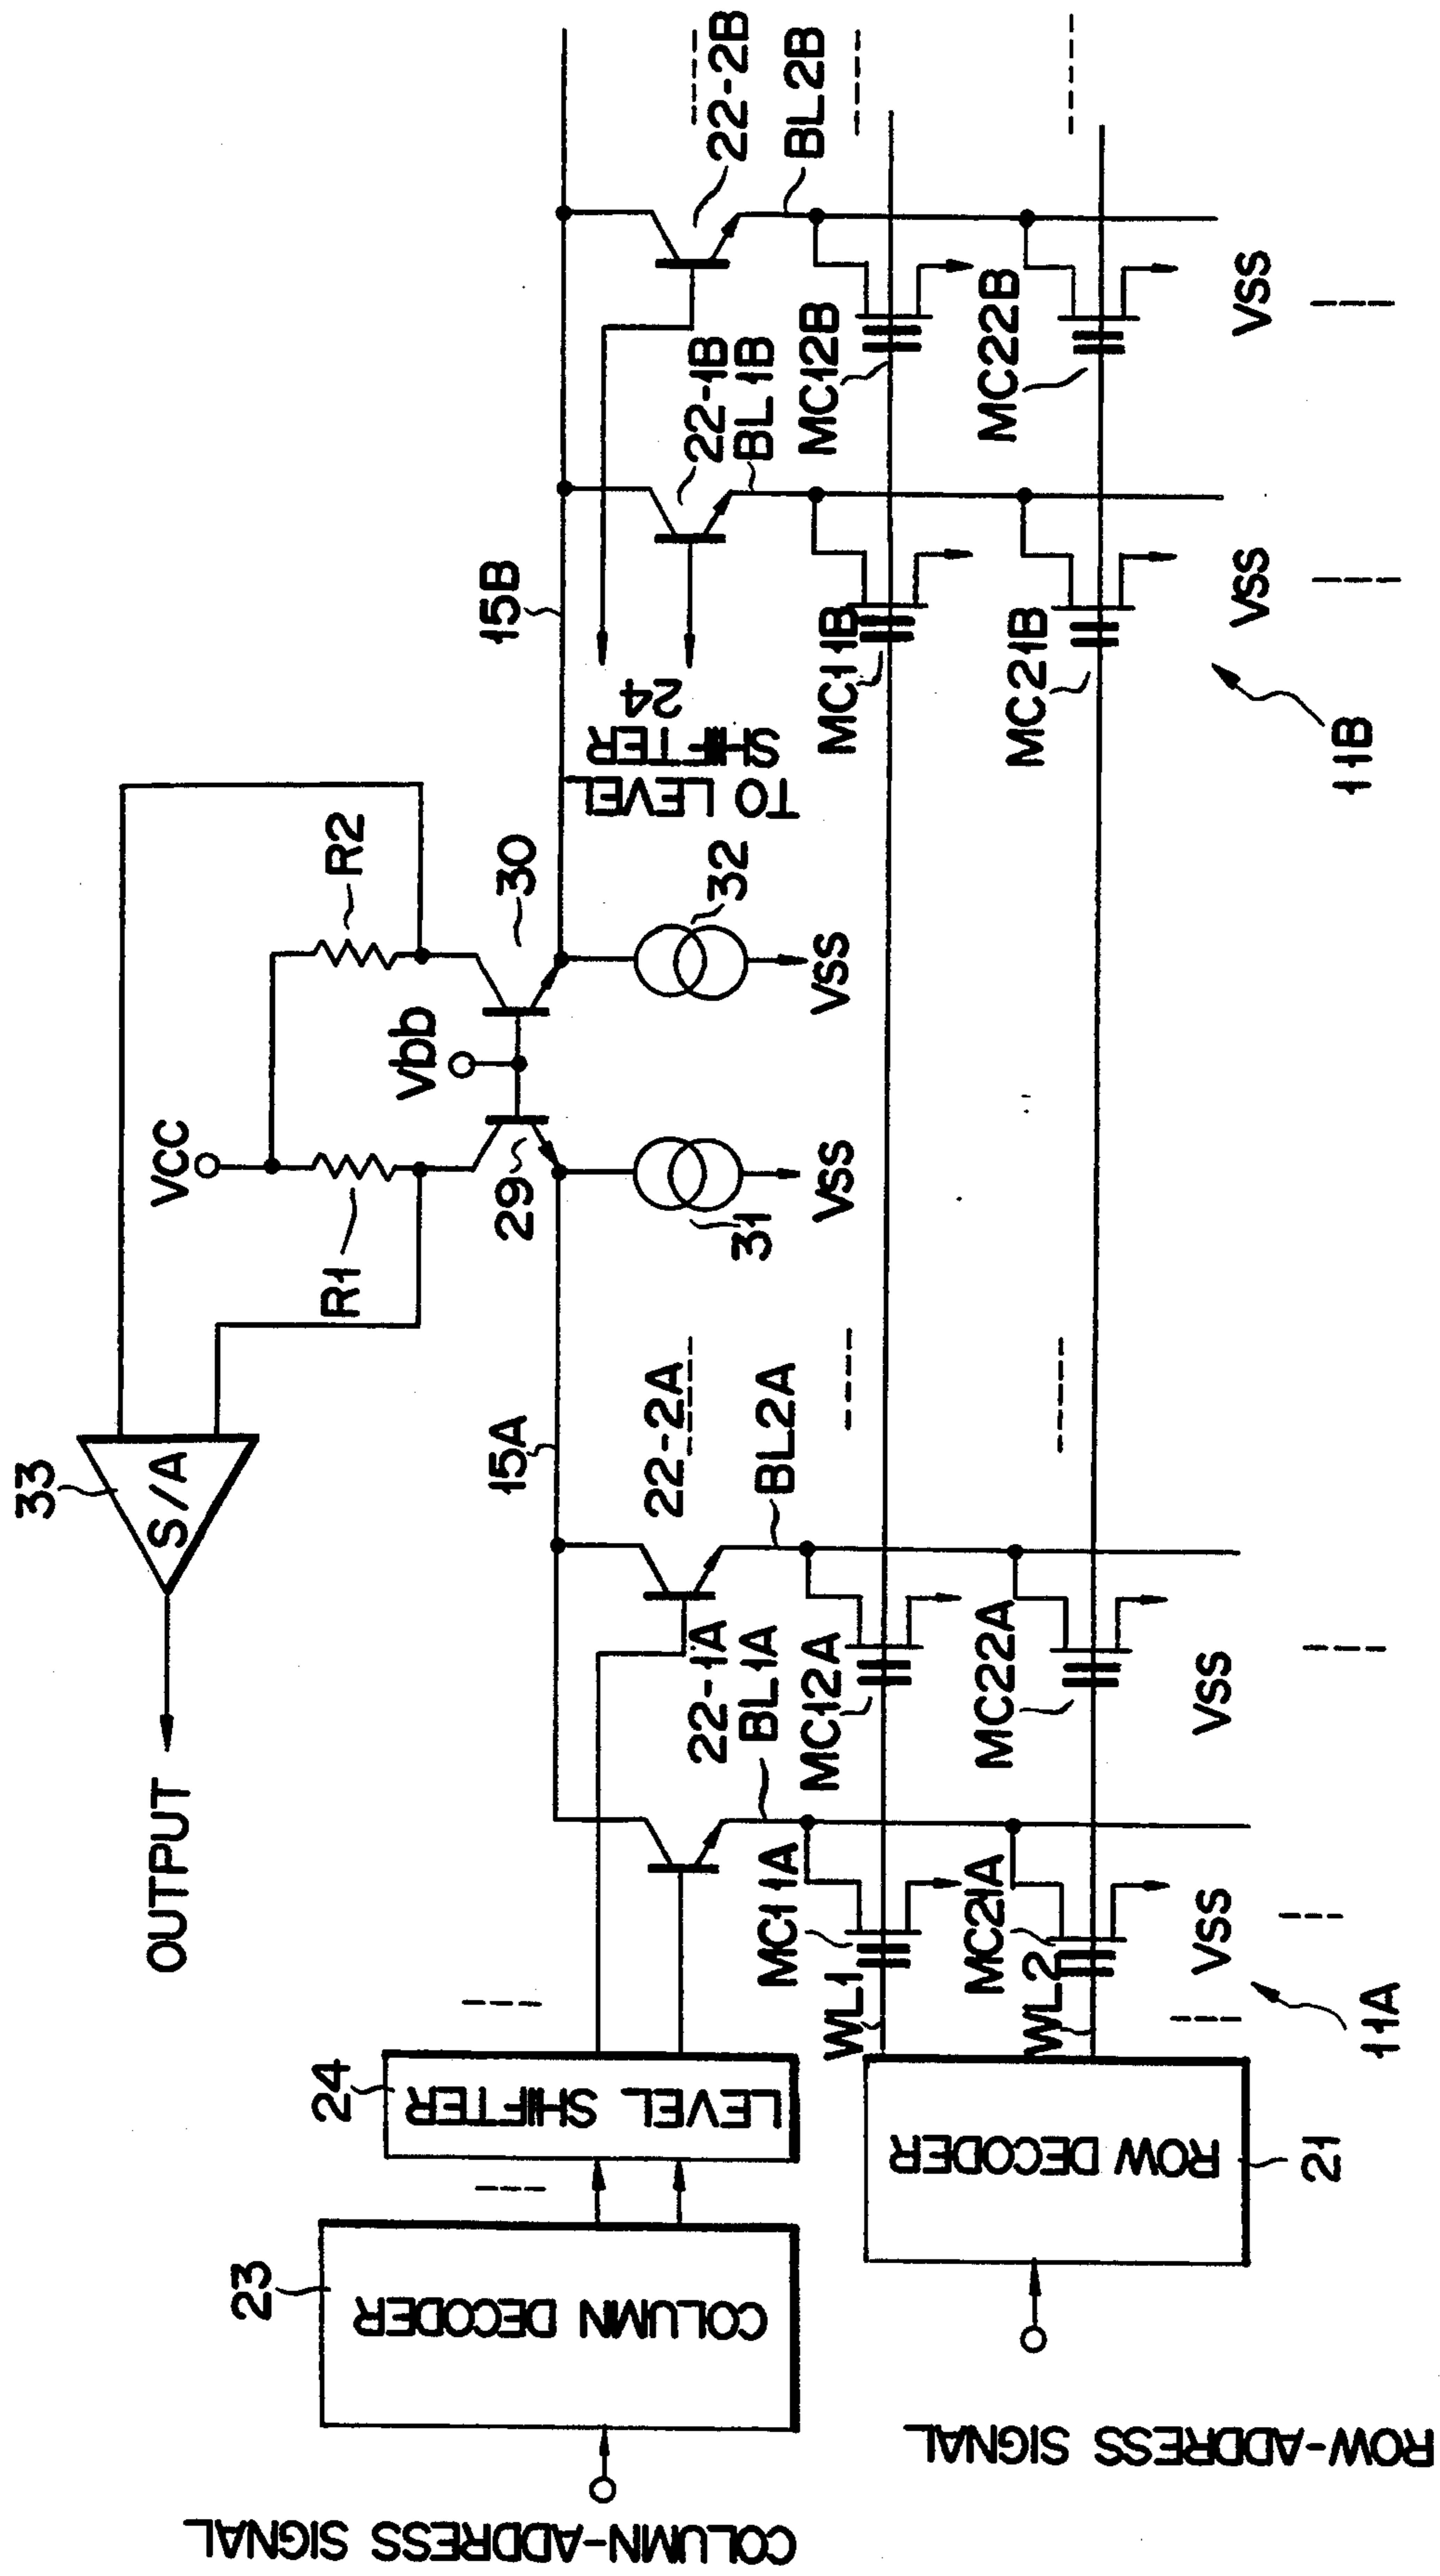 33
S/A
OUTPUT
VCC
R1
R2
Vbb
29
30
31
32
VSS
VSS
15A
15B
23
COLUMN DECODER
COLUMN-ADDRESS SIGNAL
24
LEVEL SHIFTER
22-1A
BL1A
22-2A
BL2A
TO LEVEL
SHIFTER
24
22-1B
BL1B
22-2B
BL2B
WL1
MC11A
MC12A
MC11B
MC12B
WL2
MC21A
MC22A
MC21B
MC22B
VSS
VSS
VSS
VSS
ROW DECODER
21
ROW-ADDRESS SIGNAL
11A
11B